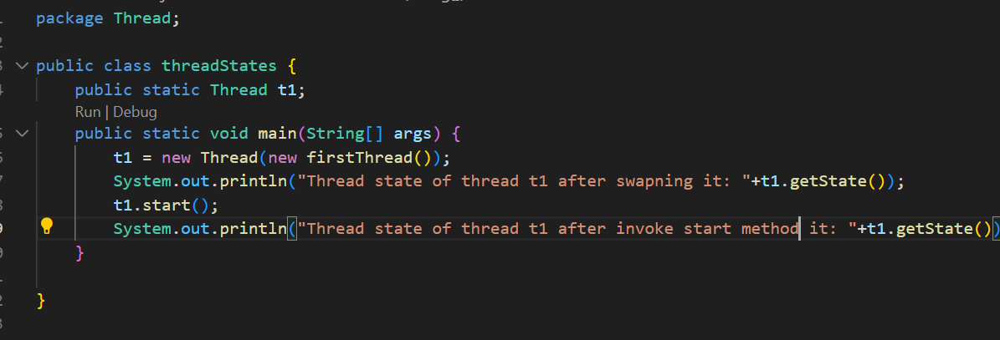 package Thread;
public class threadStates {
public static Thread t1;
Run | Debug
public static void main(String[] args) {
t1 = new Thread(new firstThread());
System.out.println("Thread state of thread t1 after swapning it: "+t1.getState());
t1.start();
System.out.println("Thread state of thread t1 after invoke start method it: "+t1.getState())
}
}